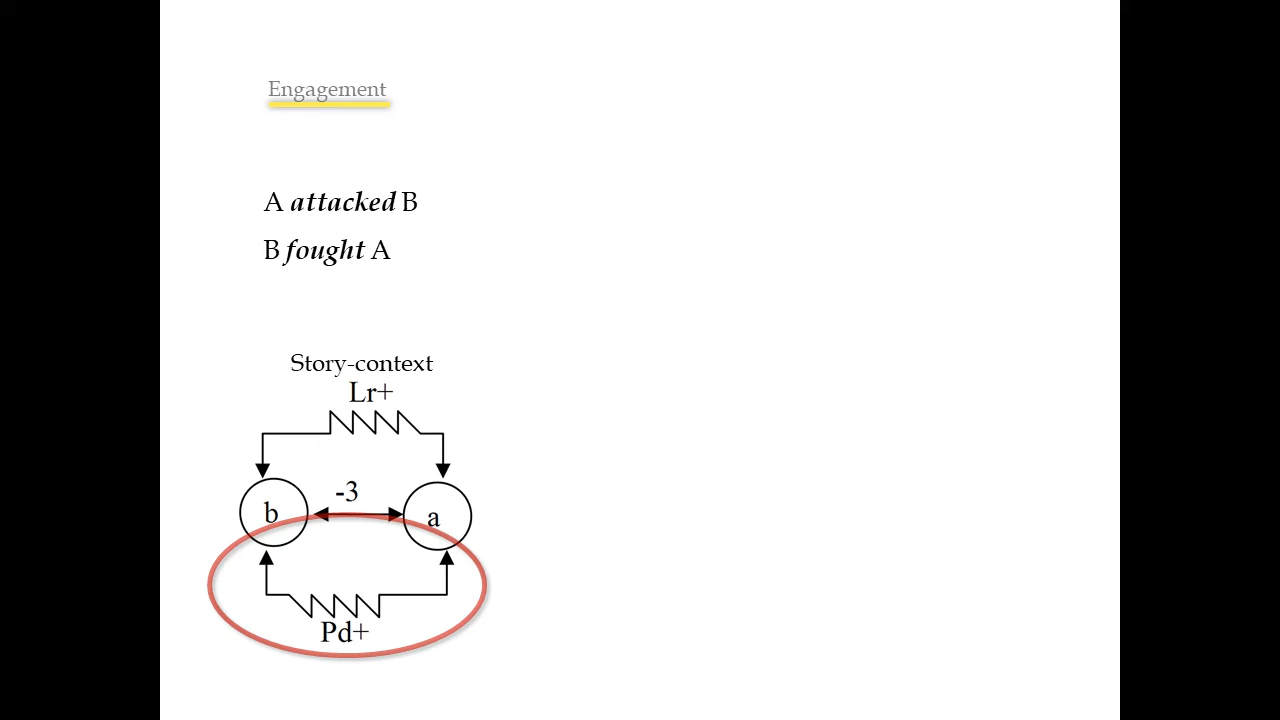 Engagement
A attacked B
B fought A
Story-context
Lr+
-3
b
a
Pd+